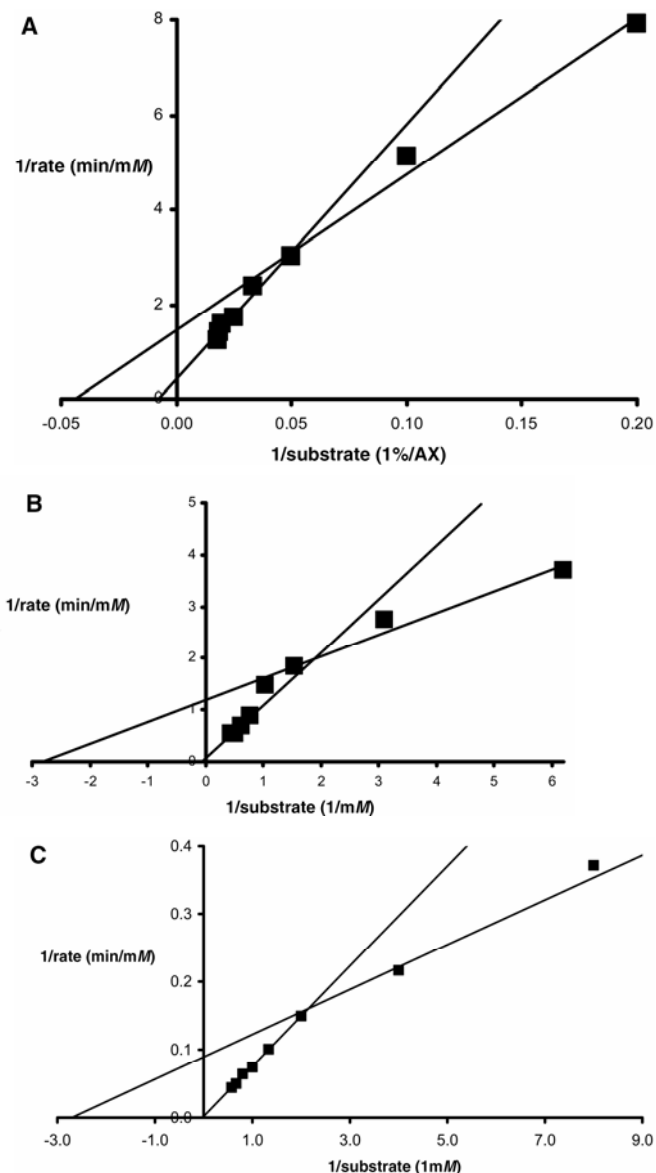 A
8
6
1/rate (min/mM)
4
2
0
-0.05 0.00 0.05 0.10 0.15 0.20
1/substrate (1%/AX)
B
5
4
1/rate (min/mM)
3
2
1
0
-3 -2 -1 0 1 2 3 4 5 6
1/substrate (1/mM)
C
0.4
0.3
1/rate (min/mM)
0.2
0.1
0.0
-3.0 -1.0 1.0 3.0 5.0 7.0 9.0
1/substrate (1mM)